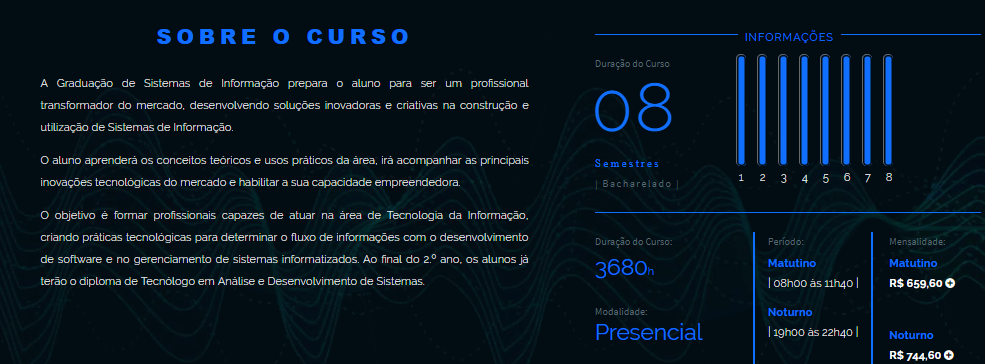 SOBRE O CURSO
A Graduação de Sistemas de Informação prepara o aluno para ser um profissional
transformador do mercado, desenvolvendo soluções inovadoras e criativas na construção e
utilização de Sistemas de Informação.
O aluno aprenderá os conceitos teóricos e usos práticos da área, irá acompanhar as principais
inovações tecnológicas do mercado e habilitar a sua capacidade empreendedora.
O objetivo é formar profissionais capazes de atuar na área de Tecnologia da Informação,
criando práticas tecnológicas para determinar o fluxo de informações com o desenvolvimento
de software e no gerenciamento de sistemas informatizados. Ao final do 2.º ano, os alunos já
terão o diploma de Tecnólogo em Análise e Desenvolvimento de Sistemas.
INFORMAÇÕES
Duração do Curso
08
Semestres
| Bacharelado |
1 2 3 4 5 6 7 8
Duração do Curso:
3680h
Modalidade:
Presencial
Período:
Matutino
| 08h00 às 11h40 |
Noturno
| 19h00 às 22h40 |
Mensalidade:
Matutino
R$ 659,60
Noturno
R$ 744,60